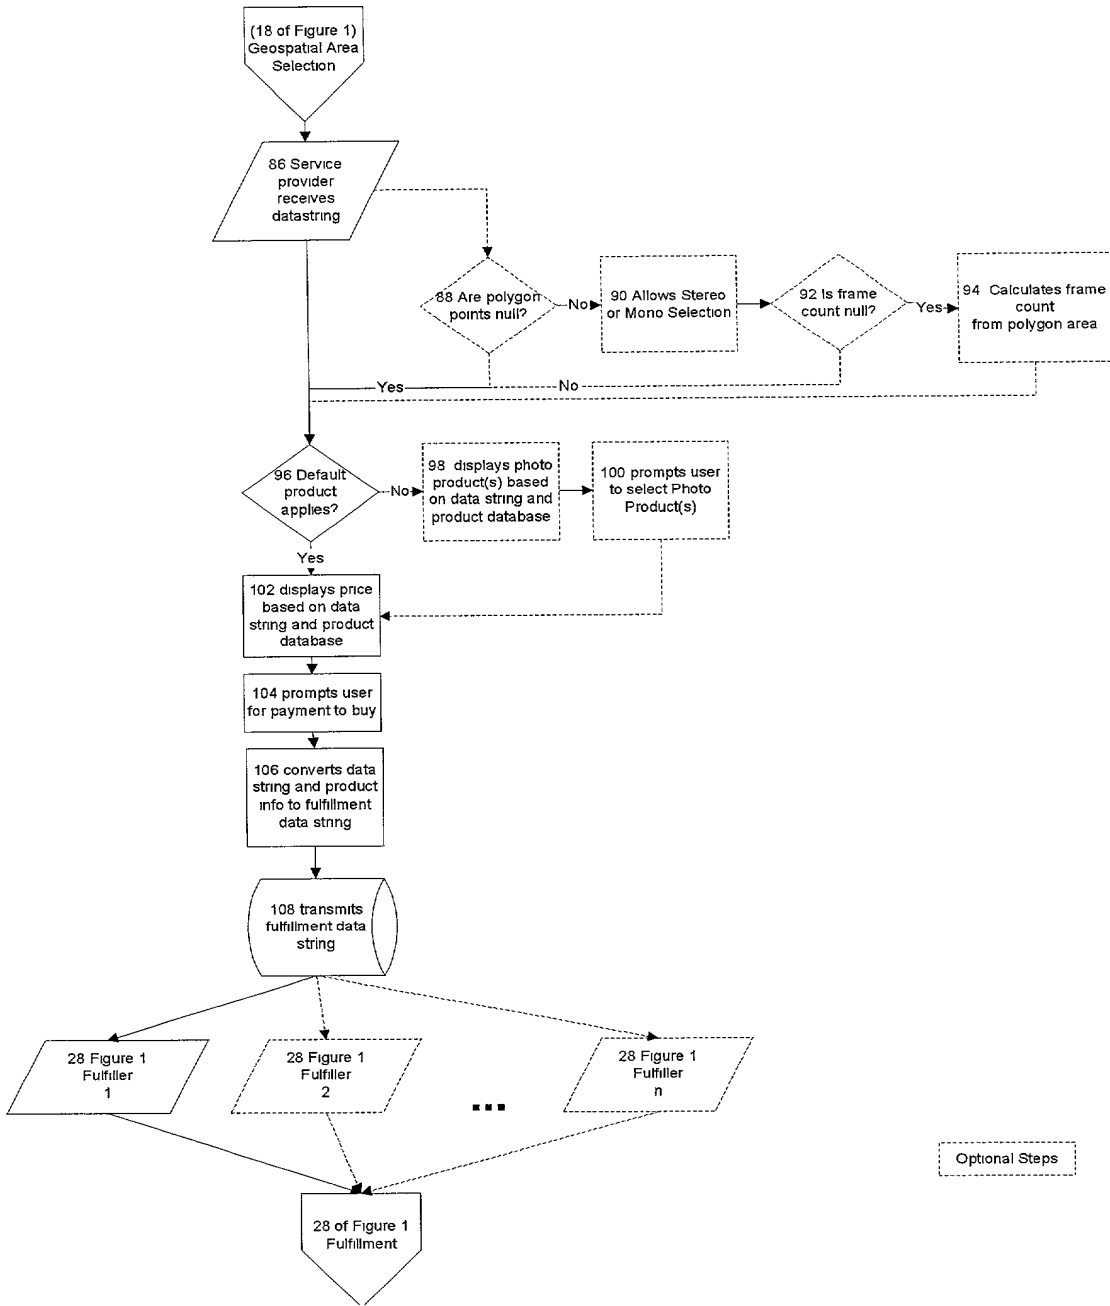 (18 of Figure 1)
Geospatial Area
Selection
86 Service
provider
receives
datastring
88 Are polygon
points null?
No
90 Allows Stereo
or Mono Selection
92 Is frame
count null?
Yes
94 Calculates frame
count
from polygon area
Yes
No
96 Default
product
applies?
No
98 displays photo
product(s) based
on data string and
product database
100 prompts user
to select Photo
Product(s)
Yes
102 displays price
based on data
string and product
database
104 prompts user
for payment to buy
106 converts data
string and product
info to fulfillment
data string
108 transmits
fulfillment data
string
28 Figure 1
Fulfiller
1
28 Figure 1
Fulfiller
2
...
28 Figure 1
Fulfiller
n
Optional Steps
28 of Figure 1
Fulfillment